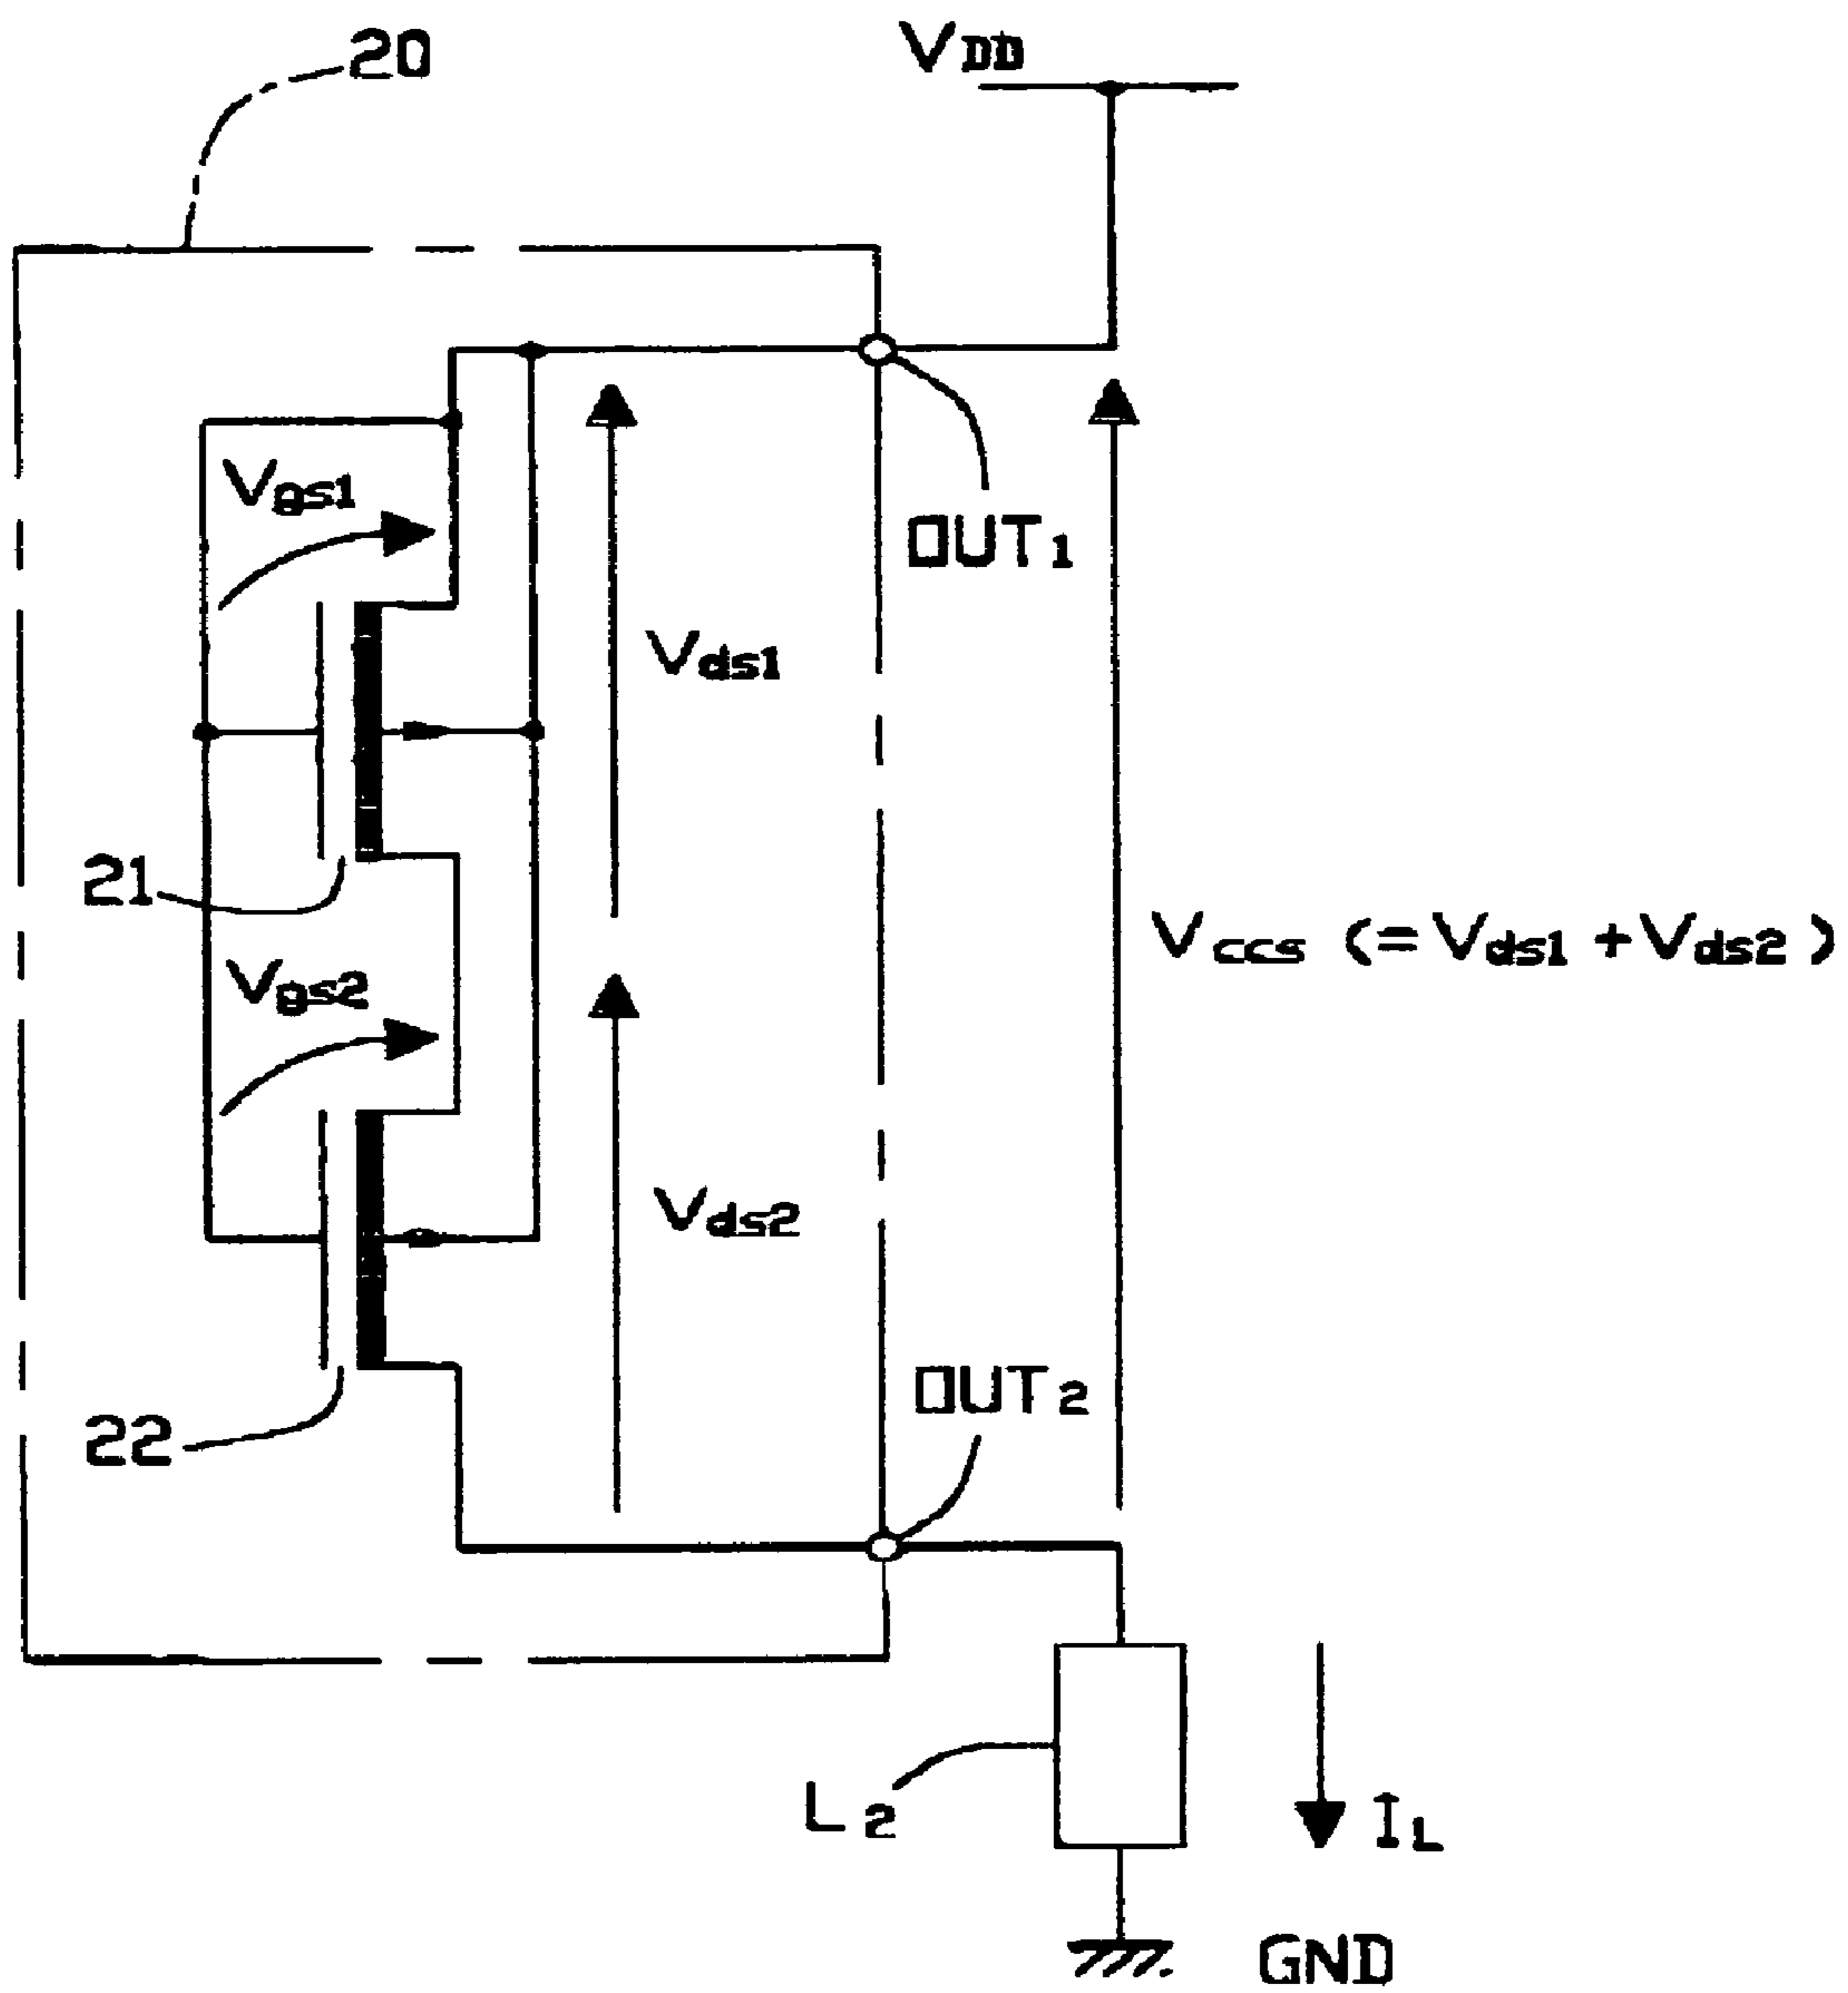 20
VDD
Vgs1
OUT1
Vds1
21
Vccs (=Vds1 +Vds2 )
Vgs2
Vds2
OUT2
22
L2
IL
GND